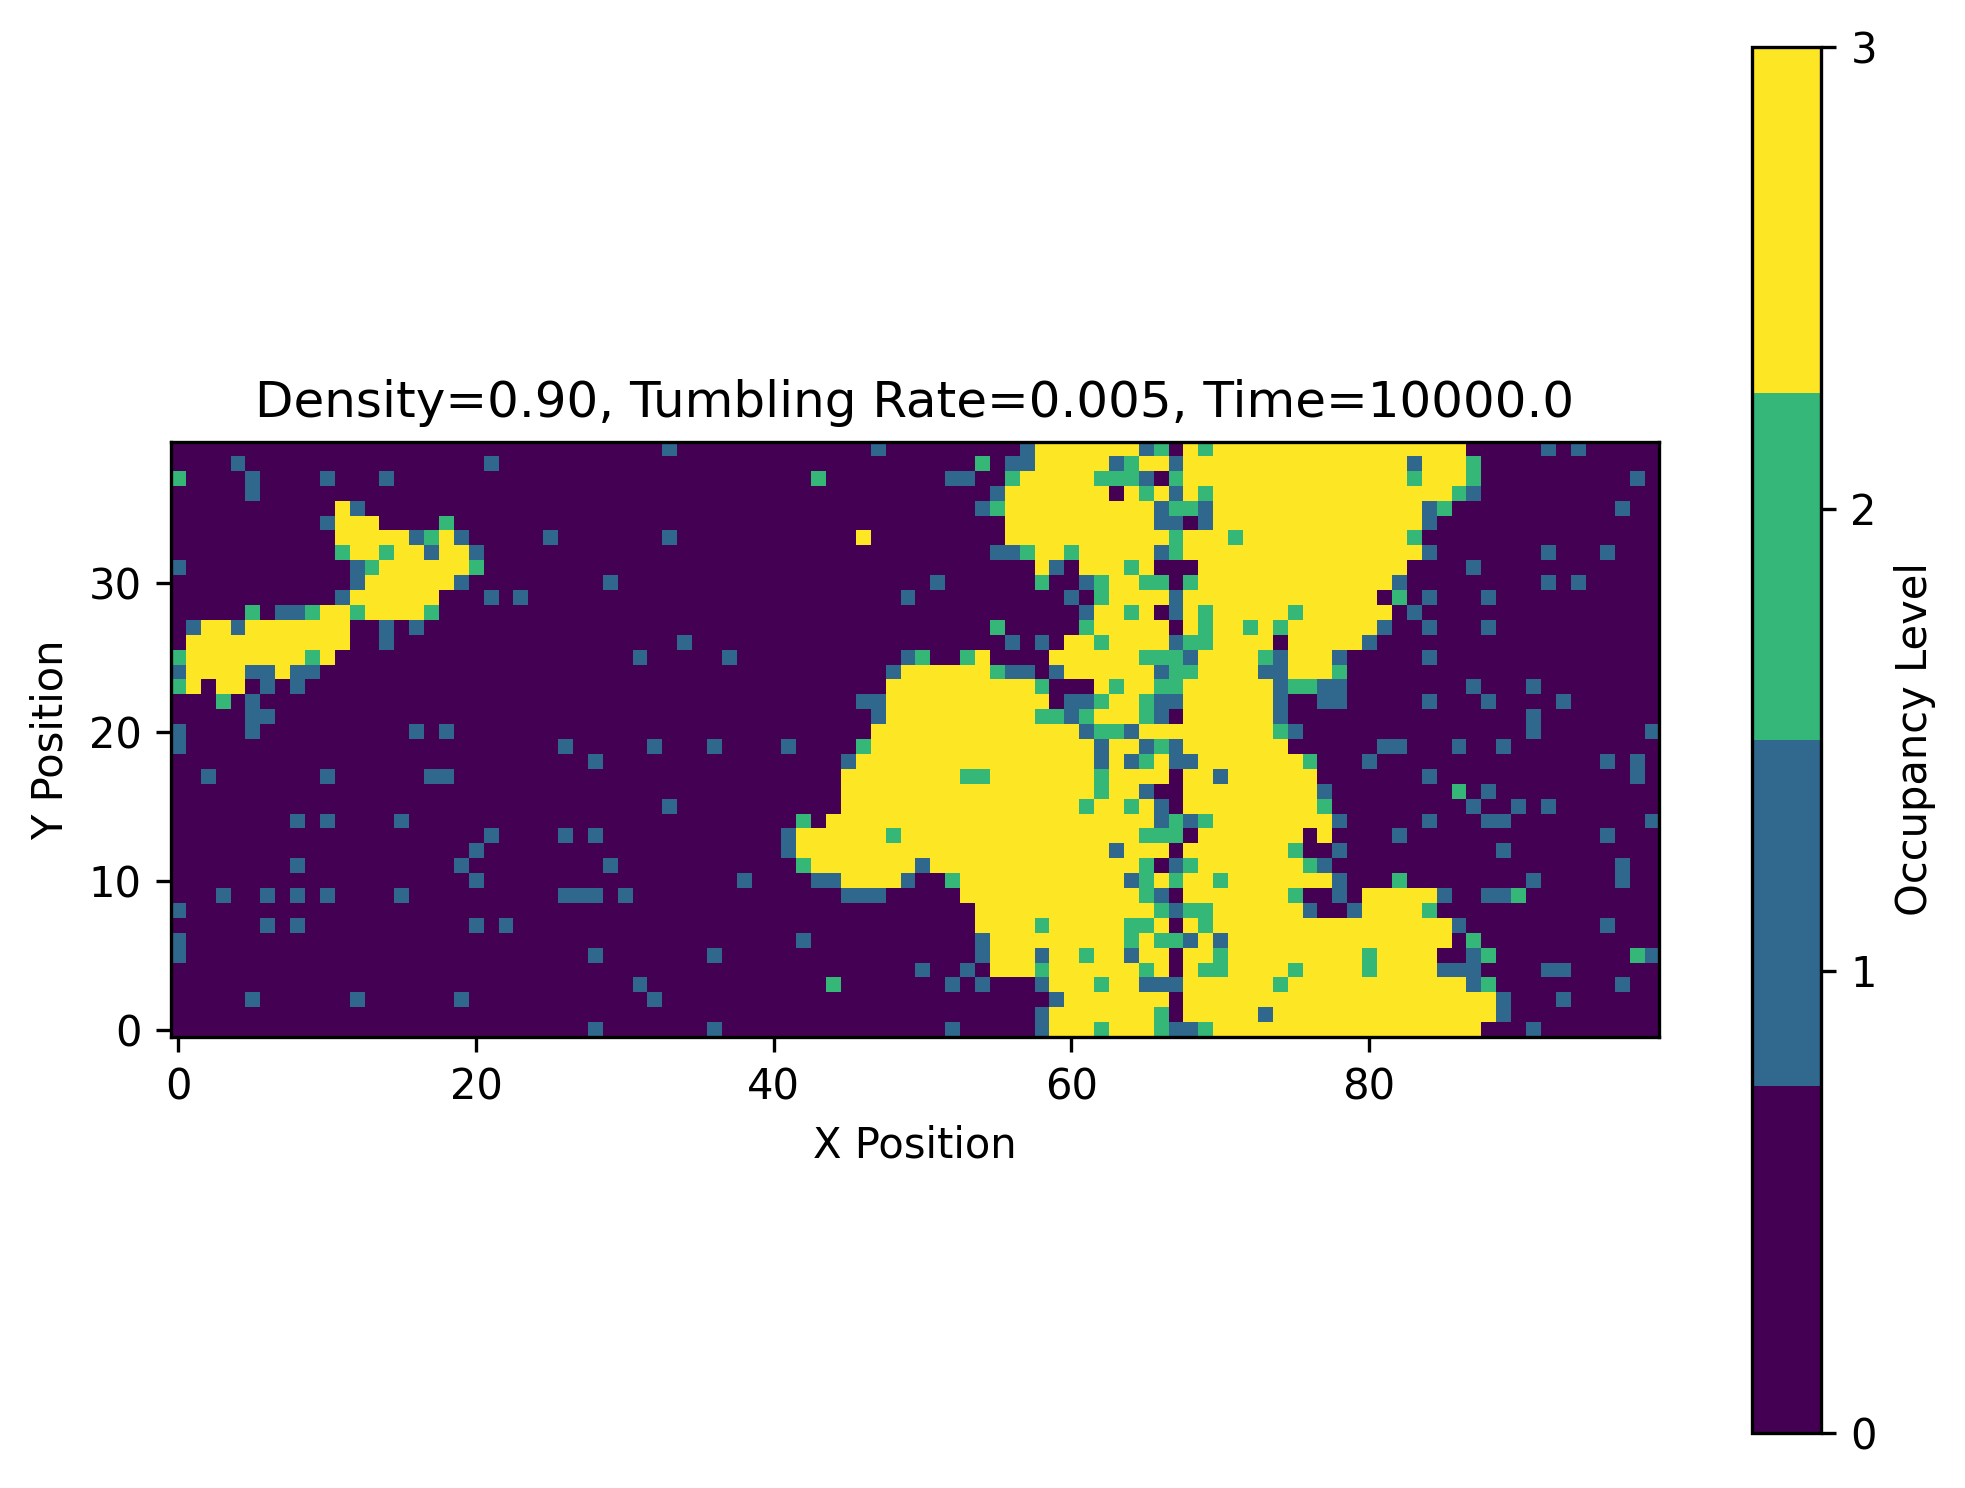 Density=0.90, Tumbling Rate=0.005, Time=10000.0
Y Position
30
20
10
0
0 20 40 60 80
X Position
3
2
1
0
Occupancy Level